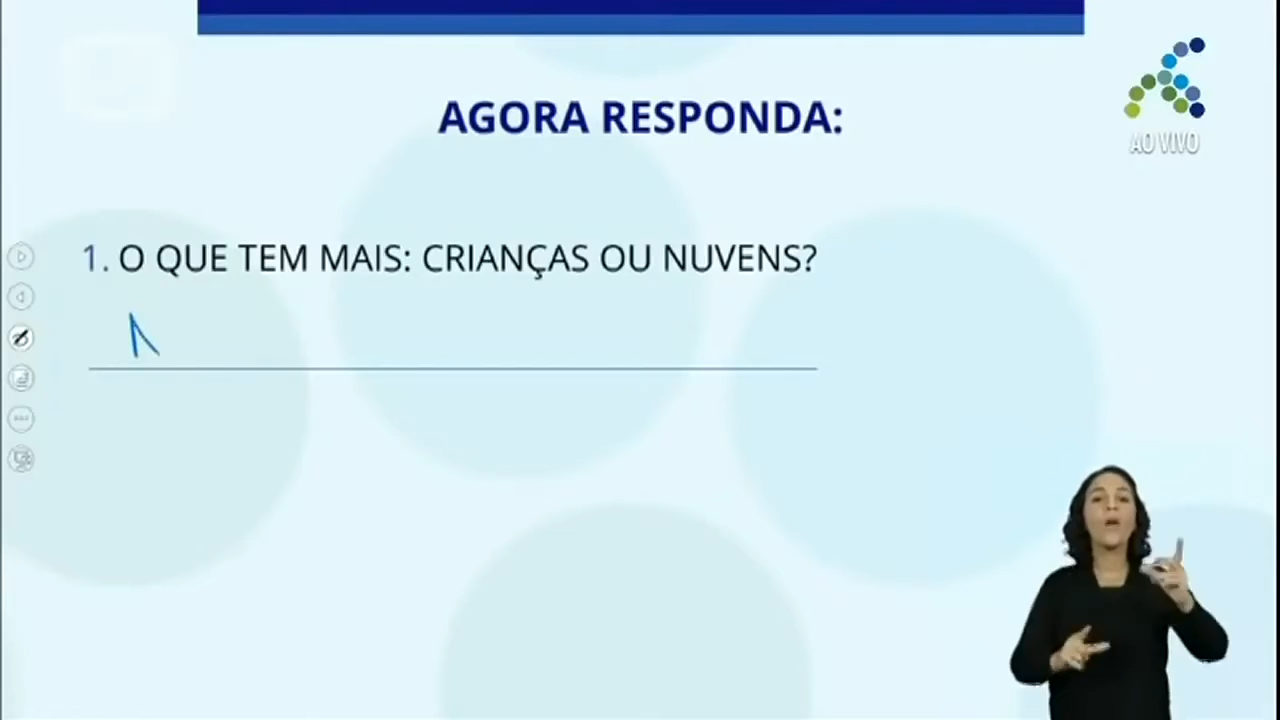 AGORA RESPONDA:
AO VIVO
1. O QUE TEM MAIS: CRIANÇAS OU NUVENS?